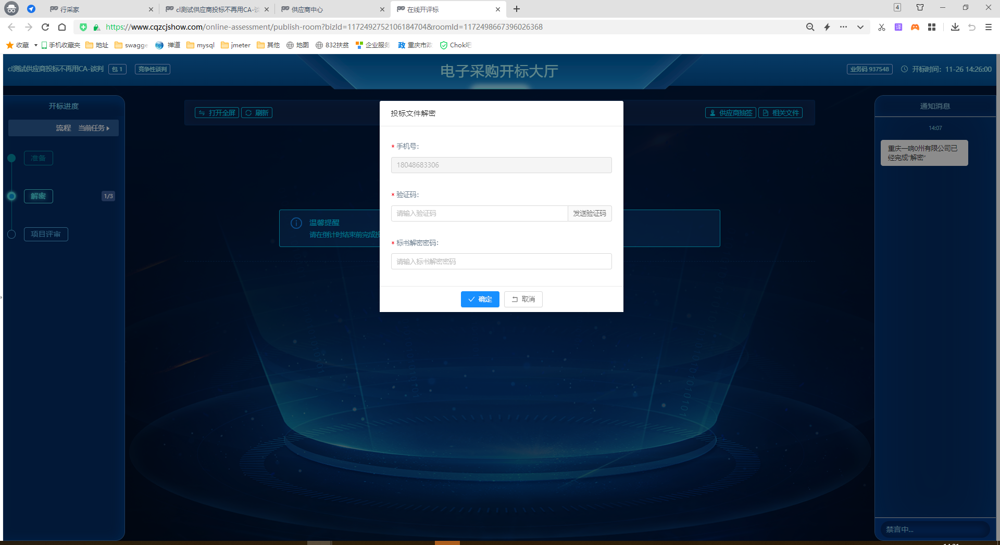 行采家
cl测试供应商投标不再用CA-谈
供应商中心
在线开评标
4
https://www.cqzcjshow.com/online-assessment/publish-room?bizId=1172492752106184704&roomId=1172498667396026368
译
收藏
手机收藏夹
地址
swagge
禅道
mysql
jmeter
其他
地图
832扶贫
企业服务
政 重庆市政
Chok吧
cl测试供应商投标不再用CA-谈判
包 1
竞争性谈判
电子采购开标大厅
业务码 937548
开标时间：11-26 14:26:00
开标进度
流程 当前任务
准备
解密
1/3
项目评审
打开全屏
刷新
供应商抽签
相关文件
温馨提醒
请在倒计时结束前完成投
投标文件解密
* 手机号:
18048683306
* 验证码:
请输入验证码
发送验证码
* 标书解密密码:
请输入标书解密密码
确定
取消
通知消息
14:07
重庆一响0州有限公司已
经完成"解密"
禁言中...